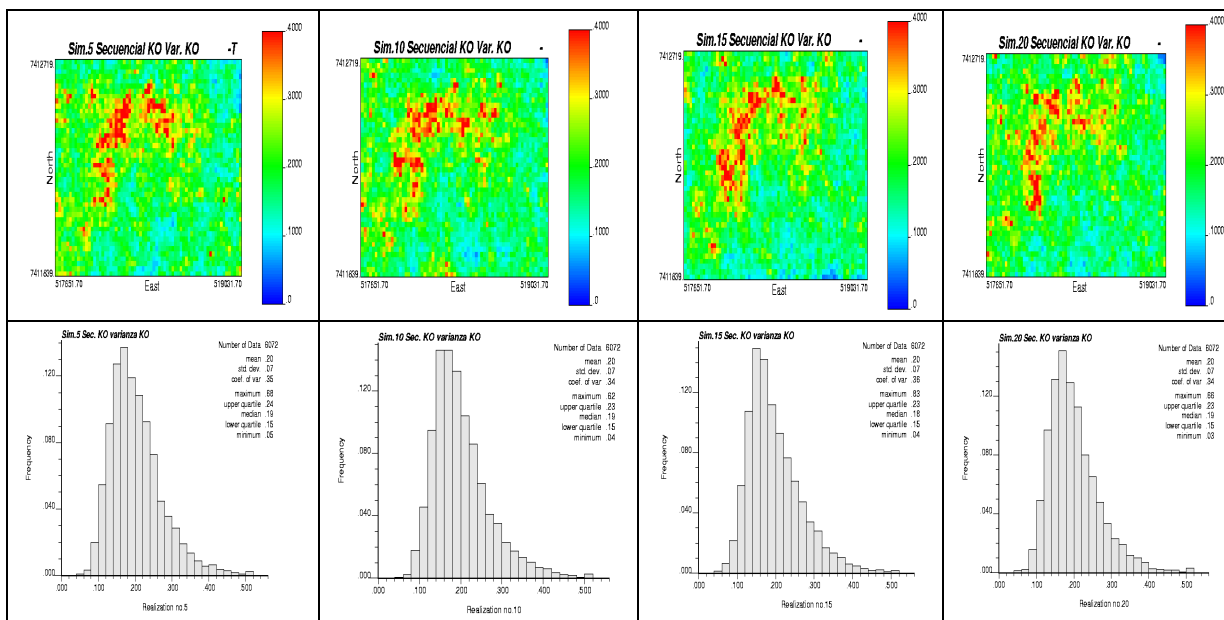 Sim.5 Secuencial KO Var. KO -T
7412719.
North
7411639
517651.70
East
519031.70
.4000
.3000
.2000
.1000
.0
Sim.10 Secuencial KO Var. KO -
7412719.
North
7411639
517651.70
East
519031.70
.4000
.3000
.2000
.1000
.0
Sim.15 Secuencial KO Var. KO -
7412719.
North
7411639
517651.70
East
519031.70
.4000
.3000
.2000
.1000
.0
Sim.20 Secuencial KO Var. KO -
7412719.
North
7411639
517651.70
East
519031.70
.4000
.3000
.2000
.1000
.0
Sim.5 Sec. KO varianza KO
Number of Data 6072
mean .20
std. dev. .07
coef. of var .35
maximum .66
upper quartile .24
median .19
lower quartile .15
minimum .05
Frequency
.120
.080
.040
.000
.000 .100 .200 .300 .400 .500
Realization no.5
Sim.10 Sec. KO varianza KO
Number of Data 6072
mean .20
std. dev. .07
coef. of var .34
maximum .62
upper quartile .23
median .19
lower quartile .15
minimum .04
Frequency
.120
.080
.040
.000
.000 .100 .200 .300 .400 .500
Realization no.10
Sim.15 Sec. KO varianza KO
Number of Data 6072
mean .20
std. dev. .07
coef. of var .36
maximum .63
upper quartile .23
median .18
lower quartile .15
minimum .04
Frequency
.120
.080
.040
.000
.000 .100 .200 .300 .400 .500
Realization no.15
Sim.20 Sec. KO varianza KO
Number of Data 6072
mean .20
std. dev. .07
coef. of var .34
maximum .66
upper quartile .23
median .19
lower quartile .15
minimum .03
Frequency
.120
.080
.040
.000
.000 .100 .200 .300 .400 .500
Realization no.20